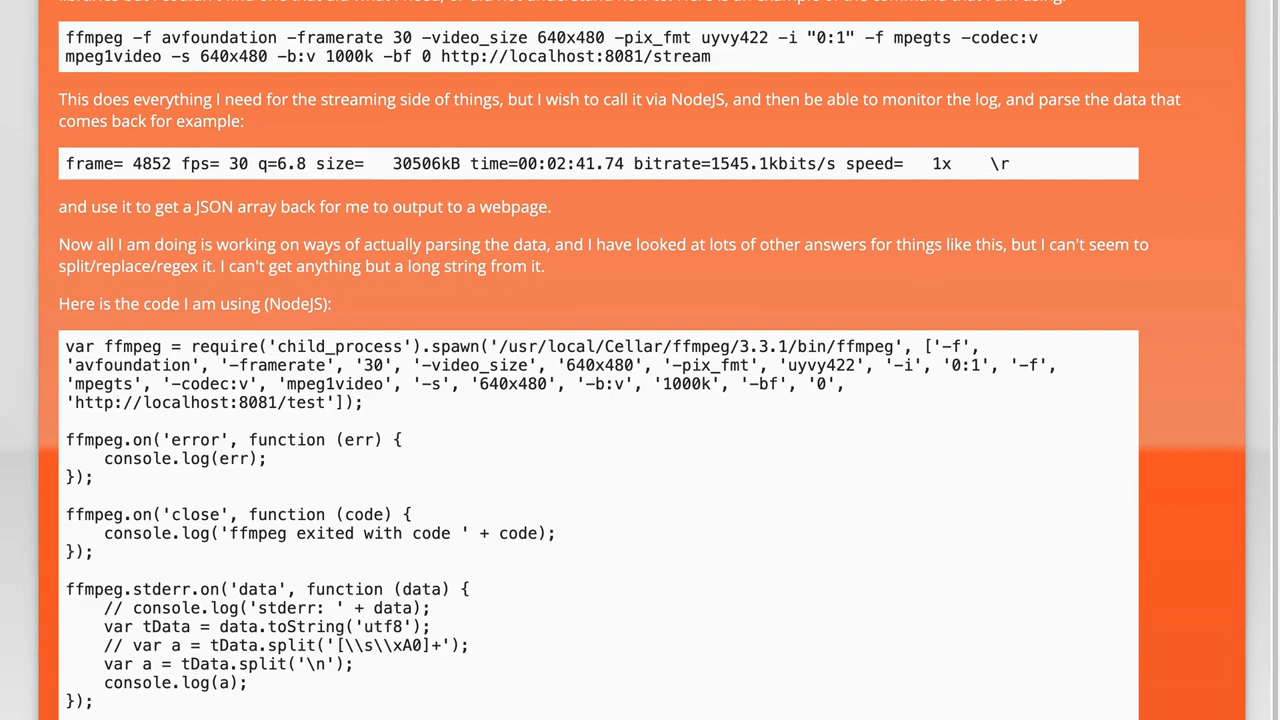 ffmpeg -f avfoundation -framerate 30 -video_size 640x480 -pix_fmt uyvy422 -i "0:1" -f mpegts -codec:v
mpeg1video -s 640x480 -b:v 1000k -bf 0 http://localhost:8081/stream
This does everything I need for the streaming side of things, but I wish to call it via NodeJS, and then be able to monitor the log, and parse the data that
comes back for example:
frame= 4852 fps= 30 q=6.8 size=   30506kB time=00:02:41.74 bitrate=1545.1kbits/s speed=   1x    \r
and use it to get a JSON array back for me to output to a webpage.
Now all I am doing is working on ways of actually parsing the data, and I have looked at lots of other answers for things like this, but I can't seem to
split/replace/regex it. I can't get anything but a long string from it.
Here is the code I am using (NodeJS):
var ffmpeg = require('child_process').spawn('/usr/local/Cellar/ffmpeg/3.3.1/bin/ffmpeg', ['-f',
'avfoundation', '-framerate', '30', '-video_size', '640x480', '-pix_fmt', 'uyvy422', '-i', '0:1', '-f',
'mpegts', '-codec:v', 'mpeg1video', '-s', '640x480', '-b:v', '1000k', '-bf', '0',
'http://localhost:8081/test']);
ffmpeg.on('error', function (err) {
    console.log(err);
});
ffmpeg.on('close', function (code) {
    console.log('ffmpeg exited with code ' + code);
});
ffmpeg.stderr.on('data', function (data) {
    // console.log('stderr: ' + data);
    var tData = data.toString('utf8');
    // var a = tData.split('[\\s\\xA0]+');
    var a = tData.split('\n');
    console.log(a);
});